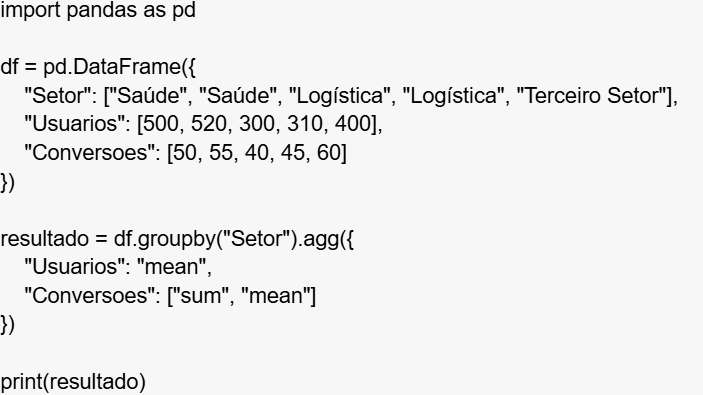 import pandas as pd

df = pd.DataFrame({
    "Setor": ["Saúde", "Saúde", "Logística", "Logística", "Terceiro Setor"],
    "Usuarios": [500, 520, 300, 310, 400],
    "Conversoes": [50, 55, 40, 45, 60]
})

resultado = df.groupby("Setor").agg({
    "Usuarios": "mean",
    "Conversoes": ["sum", "mean"]
})

print(resultado)